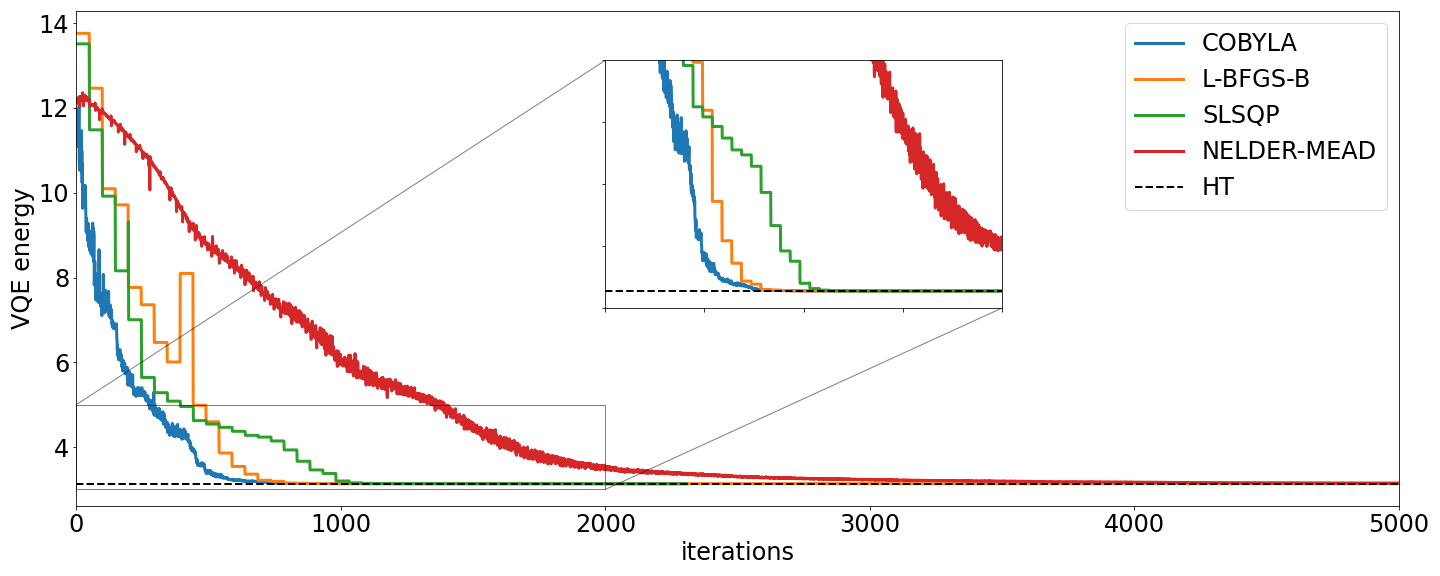 14
12
10
8
6
4
VQE energy
0
1000
2000
3000
4000
5000
iterations
COBYLA
L-BFGS-B
SLSQP
NELDER-MEAD
HT